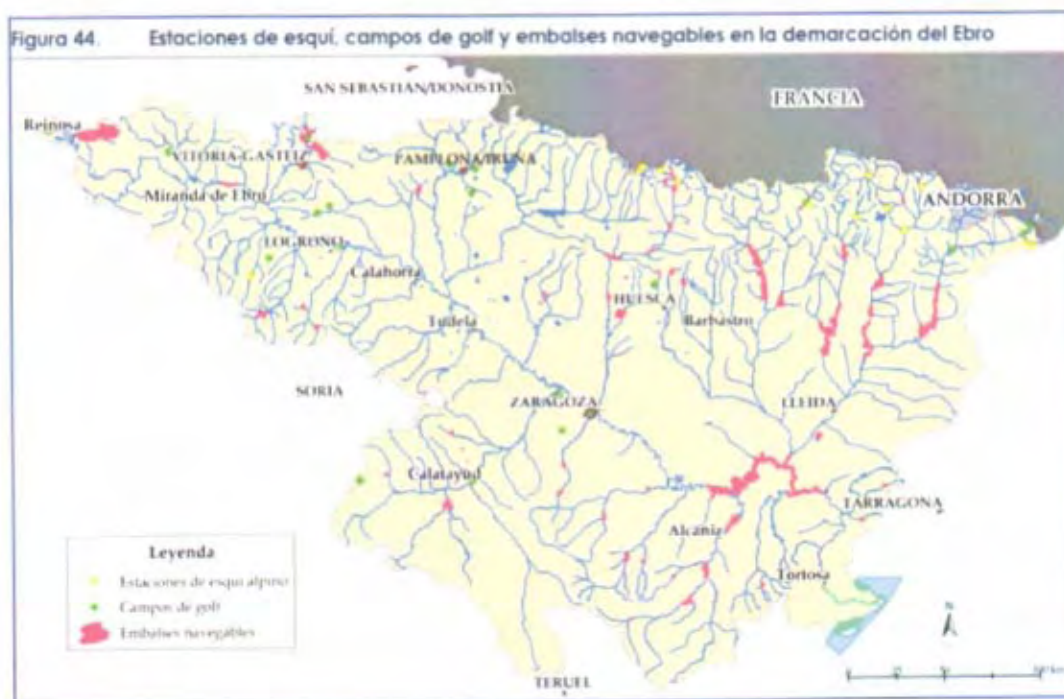 Figura 44. Estaciones de esquí, campos de golf y embalses navegables en la demarcación del Ebro
SAN SEBASTIAN/DONOSTIA
FRANCIA
Reinosa
VITORIA-GASTEIZ
PAMPLONA/IRUÑA
ANDORRA
Miranda de Ebro
LOGROÑO
Calahorra
HUESCA
Barbastro
Tudela
SORIA
ZARAGOZA
LLEIDA
Calatayud
TARRAGONA
Alcañiz
Leyenda
Estaciones de esquí alpino
Tortosa
Campos de golf
N
Embalses navegables
TERUEL